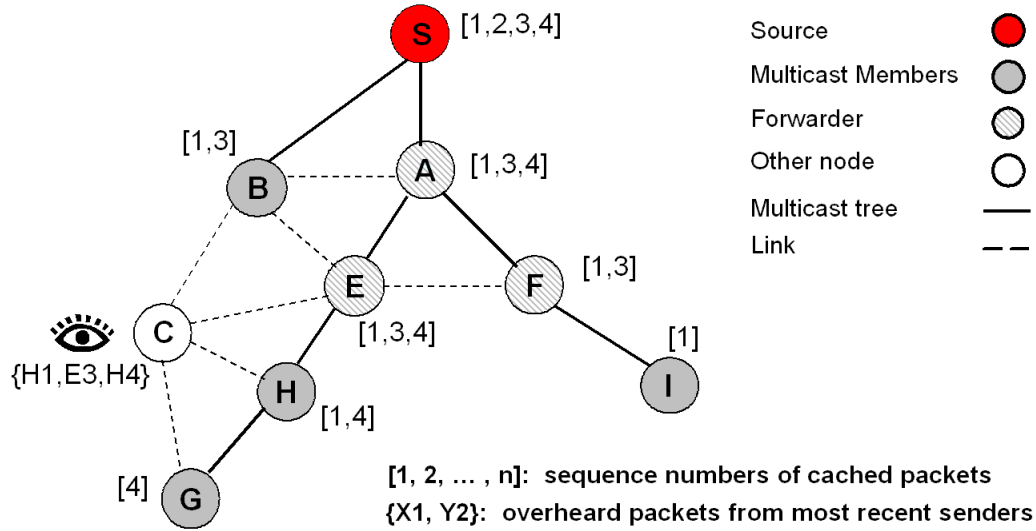 S [1,2,3,4]
[1,3]
B
A [1,3,4]
E
[1,3,4]
F [1,3]
C
{H1,E3,H4}
H
[1,4]
[1]
I
[4] G
Source
Multicast Members
Forwarder
Other node
Multicast tree
Link
[1, 2, ... , n]: sequence numbers of cached packets
{X1, Y2}: overheard packets from most recent senders